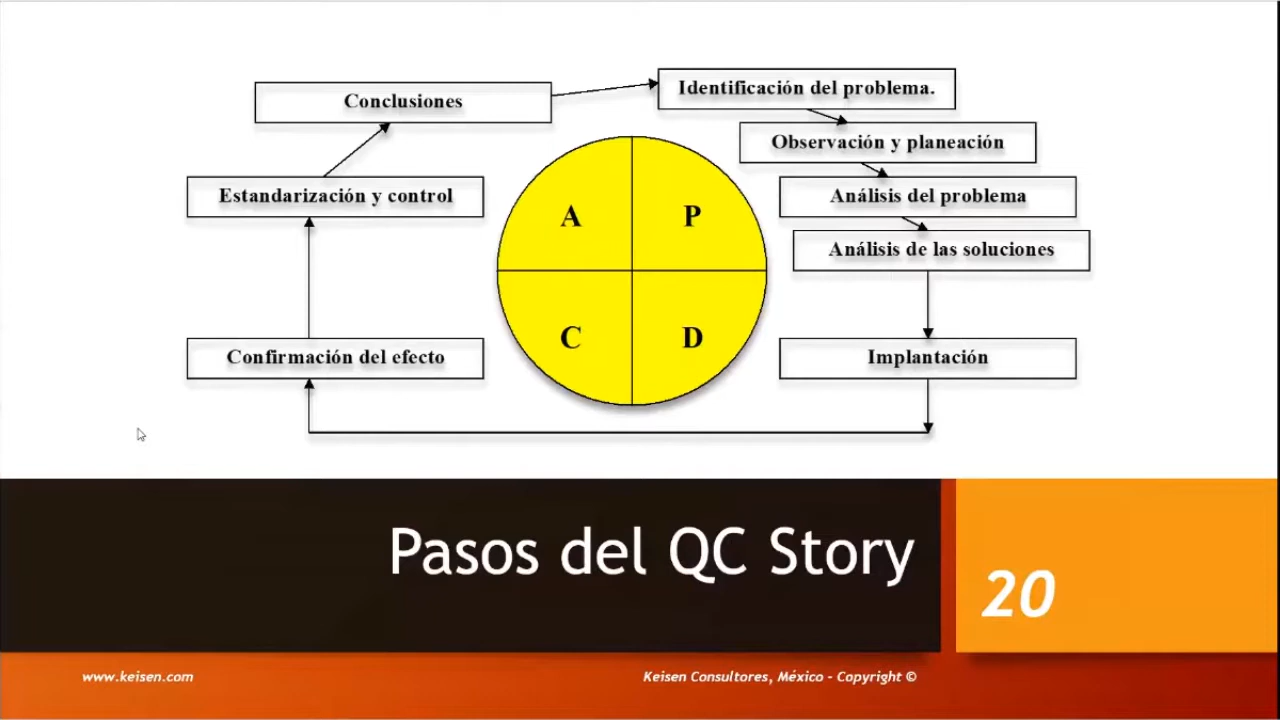 Conclusiones
Identificación del problema.
Observación y planeación
Análisis del problema
Análisis de las soluciones
Implantación
Confirmación del efecto
Estandarización y control
A
P
C
D
Pasos del QC Story
20
www.keisen.com
Keisen Consultores, México - Copyright ©